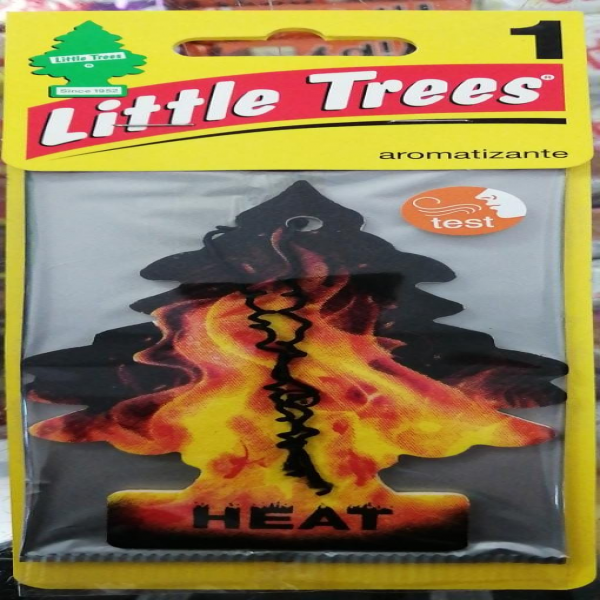 Little Trees
Since 1952
1
Little Trees®
aromatizante
test
HEAT